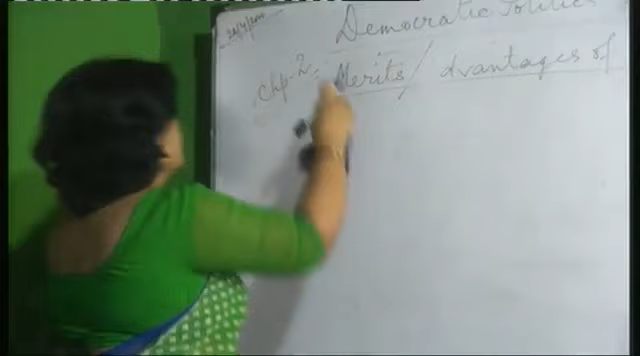 Democratic Politics
Chp-2: Merits / dvantages of